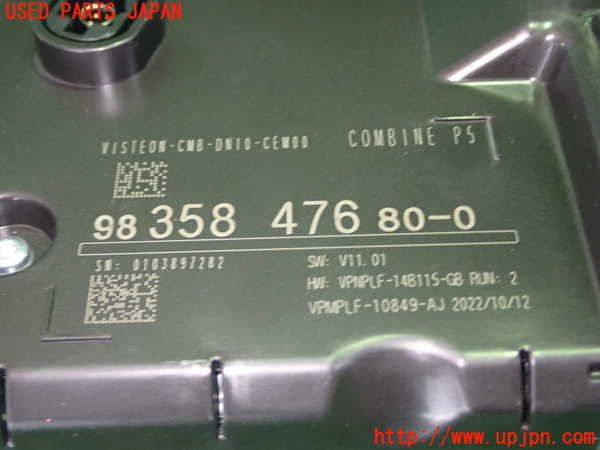 USED PARTS JAPAN
VISTEON-CMB-DN10-CEM00
COMBINE P5
98 358 476 80-0
SN: 0103897282
SW: V11.01
HW: VPMPLF-14B115-GB RUN: 2
VPMPLF-10849-AJ 2022/10/12
http://www.upjpn.com